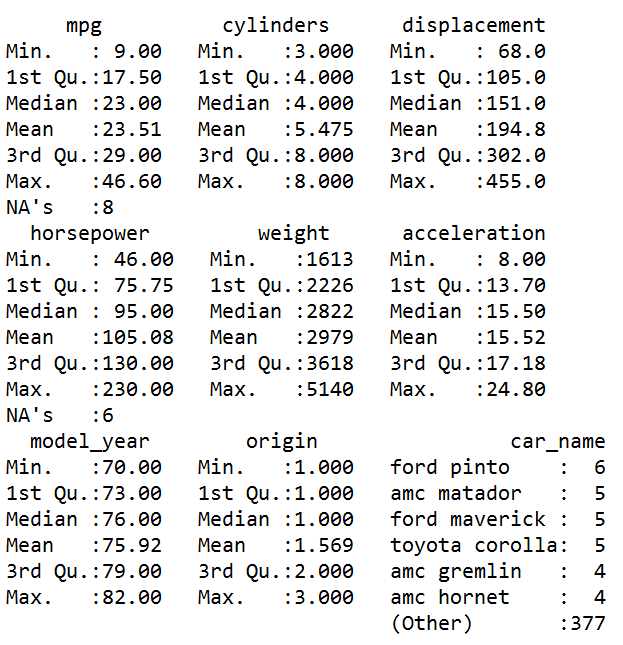 mpg          cylinders      displacement
Min.   : 9.00   Min.   :3.000   Min.   : 68.0
1st Qu.:17.50   1st Qu.:4.000   1st Qu.:105.0
Median :23.00   Median :4.000   Median :151.0
Mean   :23.51   Mean   :5.475   Mean   :194.8
3rd Qu.:29.00   3rd Qu.:8.000   3rd Qu.:302.0
Max.   :46.60   Max.   :8.000   Max.   :455.0
NA's   :8
  horsepower         weight      acceleration
Min.   : 46.00   Min.   :1613   Min.   : 8.00
1st Qu.: 75.75   1st Qu.:2226   1st Qu.:13.70
Median : 95.00   Median :2822   Median :15.50
Mean   :105.08   Mean   :2979   Mean   :15.52
3rd Qu.:130.00   3rd Qu.:3618   3rd Qu.:17.18
Max.   :230.00   Max.   :5140   Max.   :24.80
NA's   :6
  model_year        origin                car_name
Min.   :70.00   Min.   :1.000   ford pinto    :  6
1st Qu.:73.00   1st Qu.:1.000   amc matador   :  5
Median :76.00   Median :1.000   ford maverick :  5
Mean   :75.92   Mean   :1.569   toyota corolla:  5
3rd Qu.:79.00   3rd Qu.:2.000   amc gremlin   :  4
Max.   :82.00   Max.   :3.000   amc hornet    :  4
                                (Other)       :377